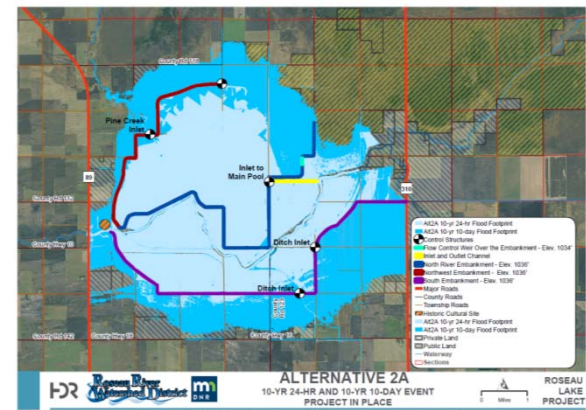 County Rd 118
Pine Creek
Inlet
Inlet to
Main Pool
89
310
County Rd 112
County Hwy 10
Ditch Inlet
Ditch Inlet
County Rd 142
Alt2A 10-yr 24-hr Flood Footprint
Alt2A 10-yr 10-day Flood Footprint
Control Structures
Flow Control Weir Over the Embankment - Elev. 1034'
Inlet and Outlet Channel
North River Embankment - Elev. 1036'
Northwest Embankment - Elev. 1036'
South Embankment - Elev. 1036'
Major Roads
County Roads
Township Roads
Historic Cultural Site
Alt2A 10-yr 24-hr Flood Footprint
Alt2A 10-yr 10-day Flood Footprint
Private Land
Public Land
Waterway
Sections
HDR
Roseau River
Watershed District
mn
DNR
ALTERNATIVE 2A
10-YR 24-HR AND 10-YR 10-DAY EVENT
PROJECT IN PLACE
Miles
ROSEAU
LAKE
PROJECT